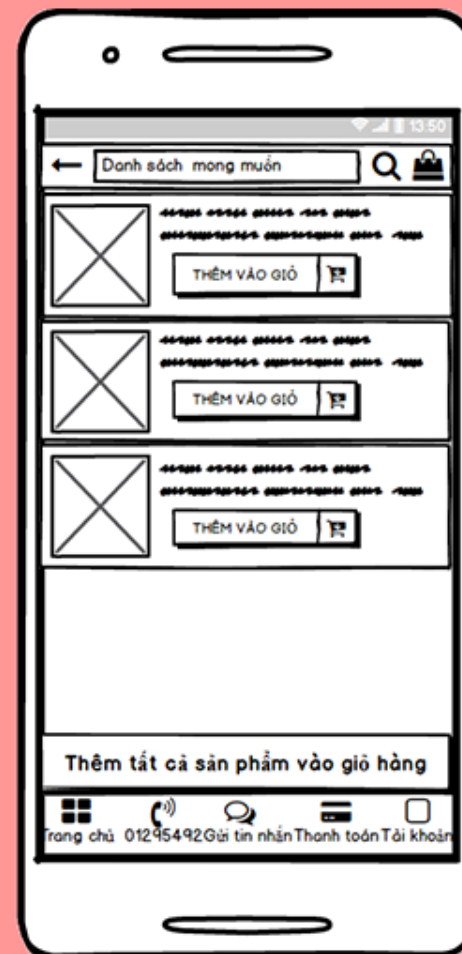 13:50
Danh sách mong muốn
THÊM VÀO GIỎ
THÊM VÀO GIỎ
THÊM VÀO GIỎ
Thêm tất cả sản phẩm vào giỏ hàng
Trang chủ 01295492 Gửi tin nhắn Thanh toán Tài khoản